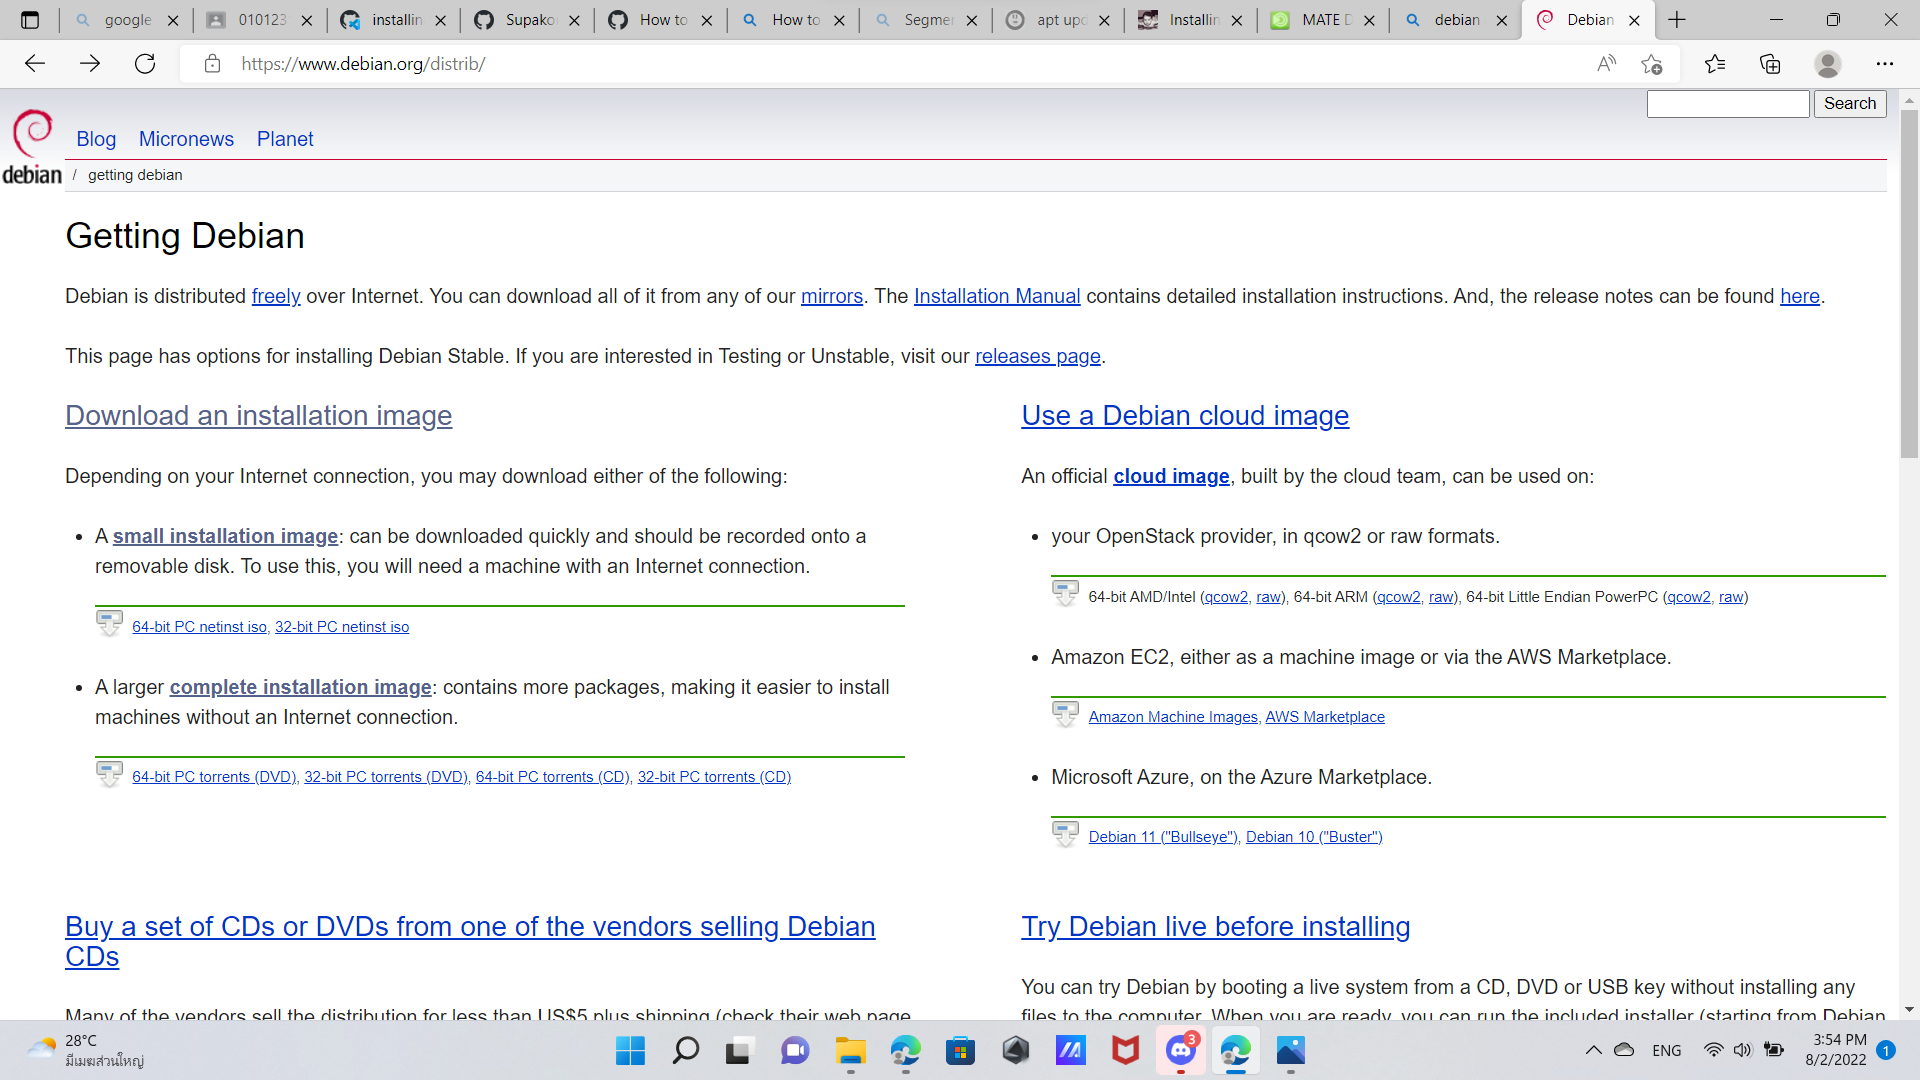 google
010123
installin
Supako
How to
How to
Segmen
apt upd
Installin
MATE D
debian
Debian
https://www.debian.org/distrib/
Search
Blog Micronews Planet
debian / getting debian
Getting Debian
Debian is distributed freely over Internet. You can download all of it from any of our mirrors. The Installation Manual contains detailed installation instructions. And, the release notes can be found here.
This page has options for installing Debian Stable. If you are interested in Testing or Unstable, visit our releases page.
Download an installation image
Depending on your Internet connection, you may download either of the following:
• A small installation image: can be downloaded quickly and should be recorded onto a
removable disk. To use this, you will need a machine with an Internet connection.
64-bit PC netinst iso, 32-bit PC netinst iso
• A larger complete installation image: contains more packages, making it easier to install
machines without an Internet connection.
64-bit PC torrents (DVD), 32-bit PC torrents (DVD), 64-bit PC torrents (CD), 32-bit PC torrents (CD)
Use a Debian cloud image
An official cloud image, built by the cloud team, can be used on:
• your OpenStack provider, in qcow2 or raw formats.
64-bit AMD/Intel (qcow2, raw), 64-bit ARM (qcow2, raw), 64-bit Little Endian PowerPC (qcow2, raw)
• Amazon EC2, either as a machine image or via the AWS Marketplace.
Amazon Machine Images, AWS Marketplace
• Microsoft Azure, on the Azure Marketplace.
Debian 11 ("Bullseye"), Debian 10 ("Buster")
Buy a set of CDs or DVDs from one of the vendors selling Debian
CDs
Many of the vendors sell the distribution for less than US$5 plus shipping (check their web page
Try Debian live before installing
You can try Debian by booting a live system from a CD, DVD or USB key without installing any
files to the computer. When you are ready, you can run the included installer (starting from Debian
28°C
มีเมฆส่วนใหญ่
3
ENG
3:54 PM
8/2/2022
1